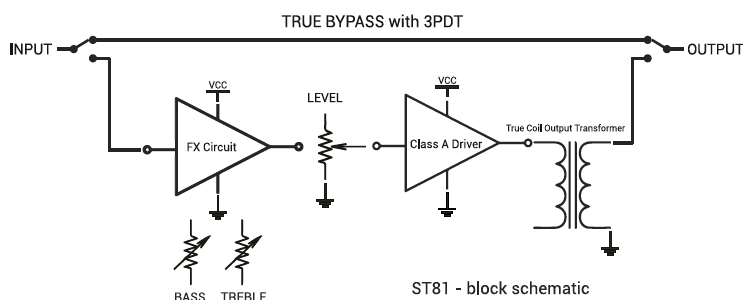 TRUE BYPASS with 3PDT
INPUT
OUTPUT
VCC
LEVEL
VCC
True Coil Output Transformer
FX Circuit
Class A Driver
BASS TREBLE
ST81 - block schematic